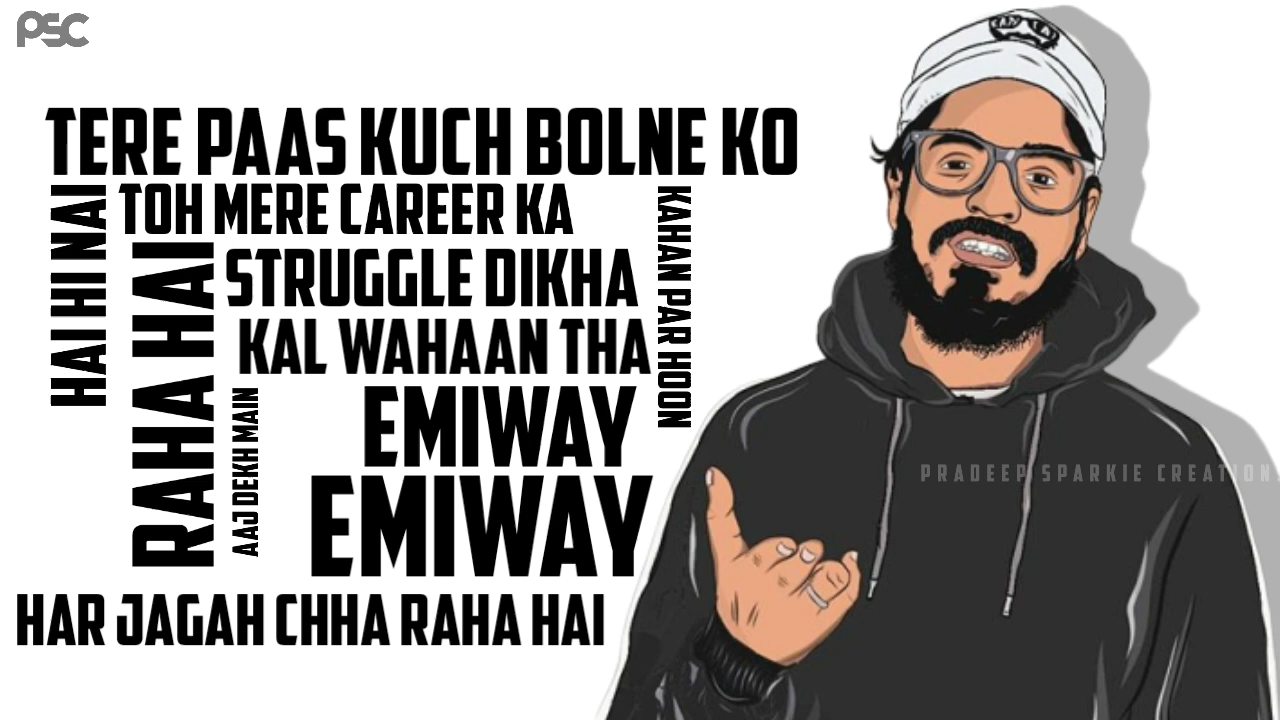 PSC
TERE PAAS KUCH BOLNE KO
HAI HI NAI
TOH MERE CAREER KA
STRUGGLE DIKHA
RAHA HAI
KAL WAHAAN THA
AAJ DEKH MAIN
KAHAN PAR HOON
EMIWAY
EMIWAY
HAR JAGAH CHHA RAHA HAI
PRADEEP SPARKIE CREATION